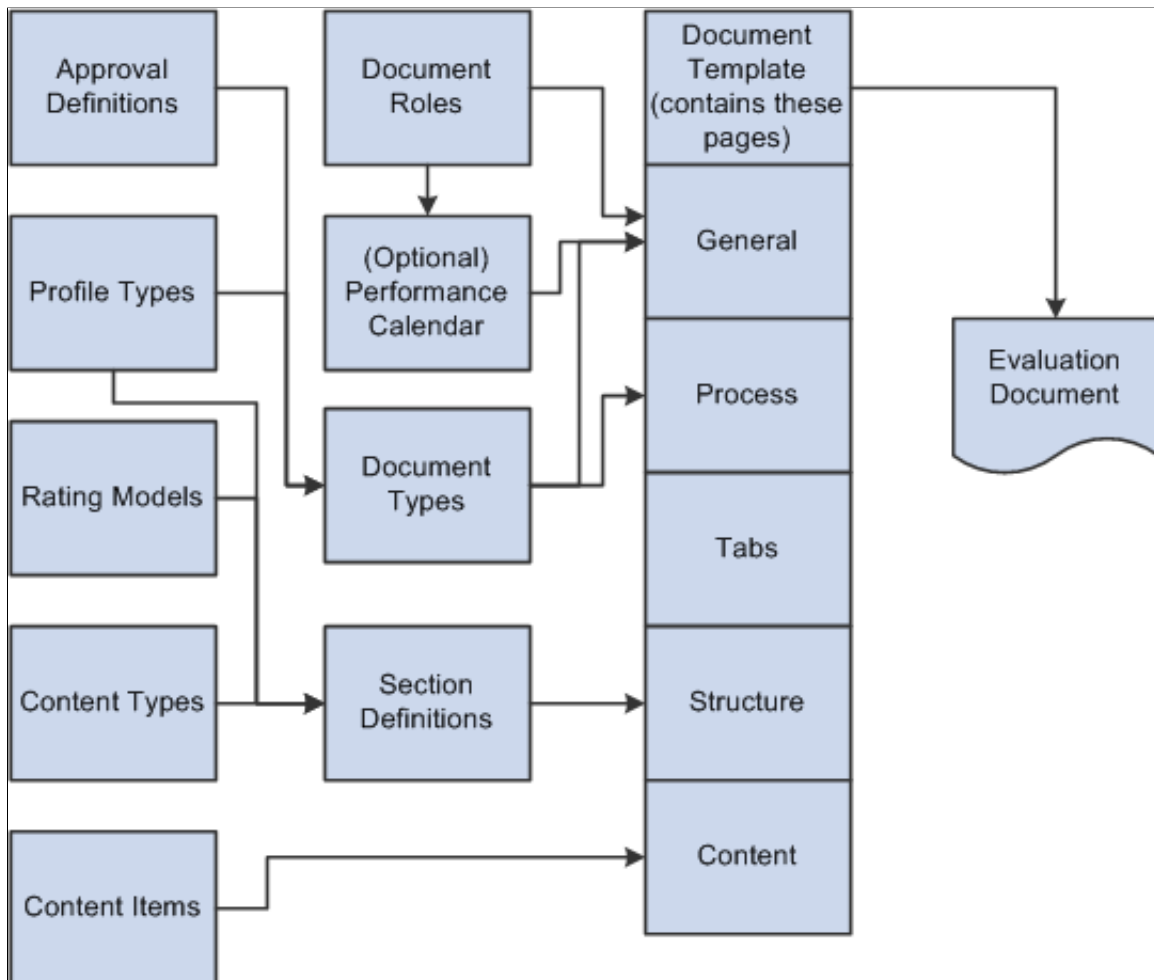 Approval
Definitions
Document
Roles
Document
Template
(contains these
pages)
Profile Types
(Optional)
Performance
Calendar
General
Rating Models
Document
Types
Process
Evaluation
Document
Tabs
Content Types
Section
Definitions
Structure
Content Items
Content